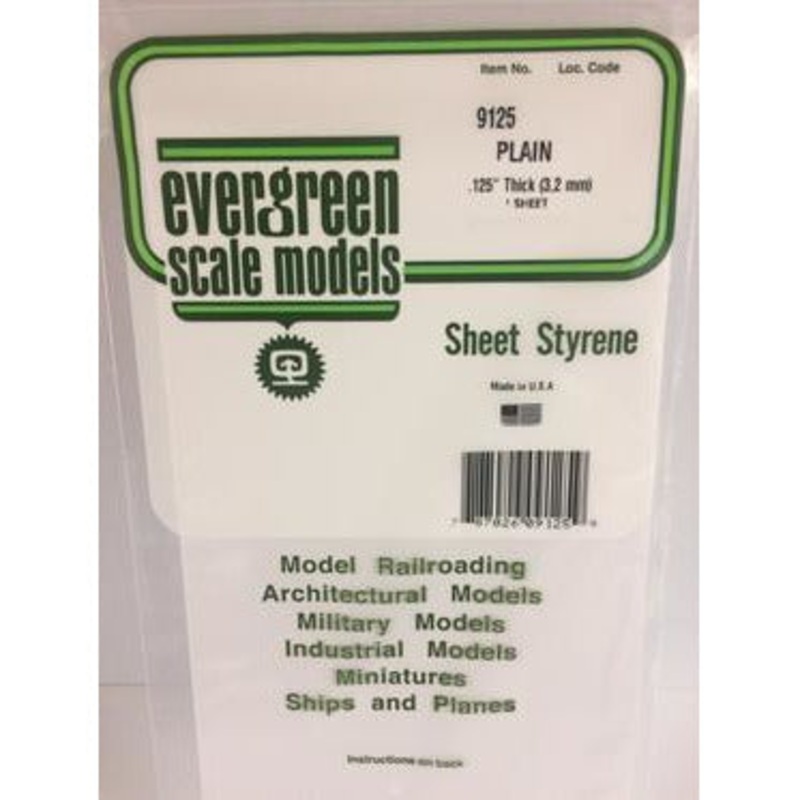 Item No. Loc. Code
9125
PLAIN
.125" Thick (3.2 mm)
1 SHEET
evergreen
scale models
Sheet Styrene
Made in U.S.A
Model Railroading
Architectural Models
Military Models
Industrial Models
Miniatures
Ships and Planes
Instructions on back